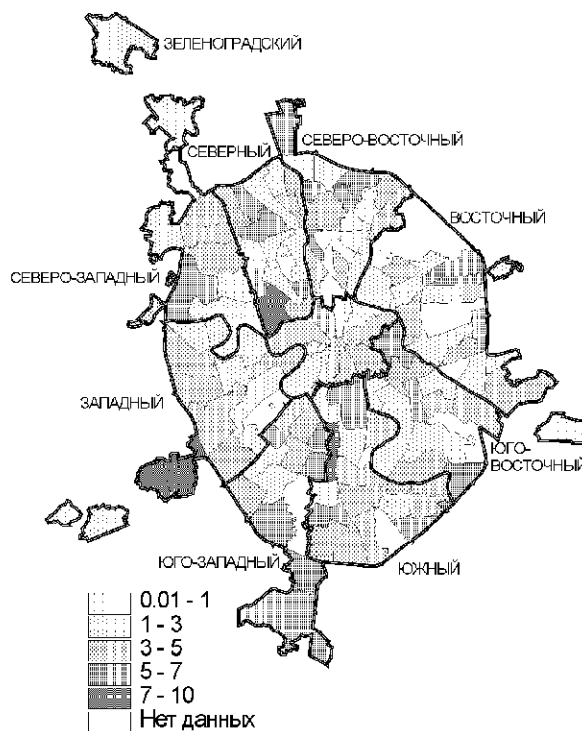 ЗЕЛЕНОГРАДСКИЙ
СЕВЕРО-ВОСТОЧНЫЙ
СЕВЕРНЫЙ
ВОСТОЧНЫЙ
СЕВЕРО-ЗАПАДНЫЙ
ЗАПАДНЫЙ
ЮГО-
ВОСТОЧНЫЙ
ЮГО-ЗАПАДНЫЙ
ЮЖНЫЙ
0.01 - 1
1 - 3
3 - 5
5 - 7
7 - 10
Нет данных